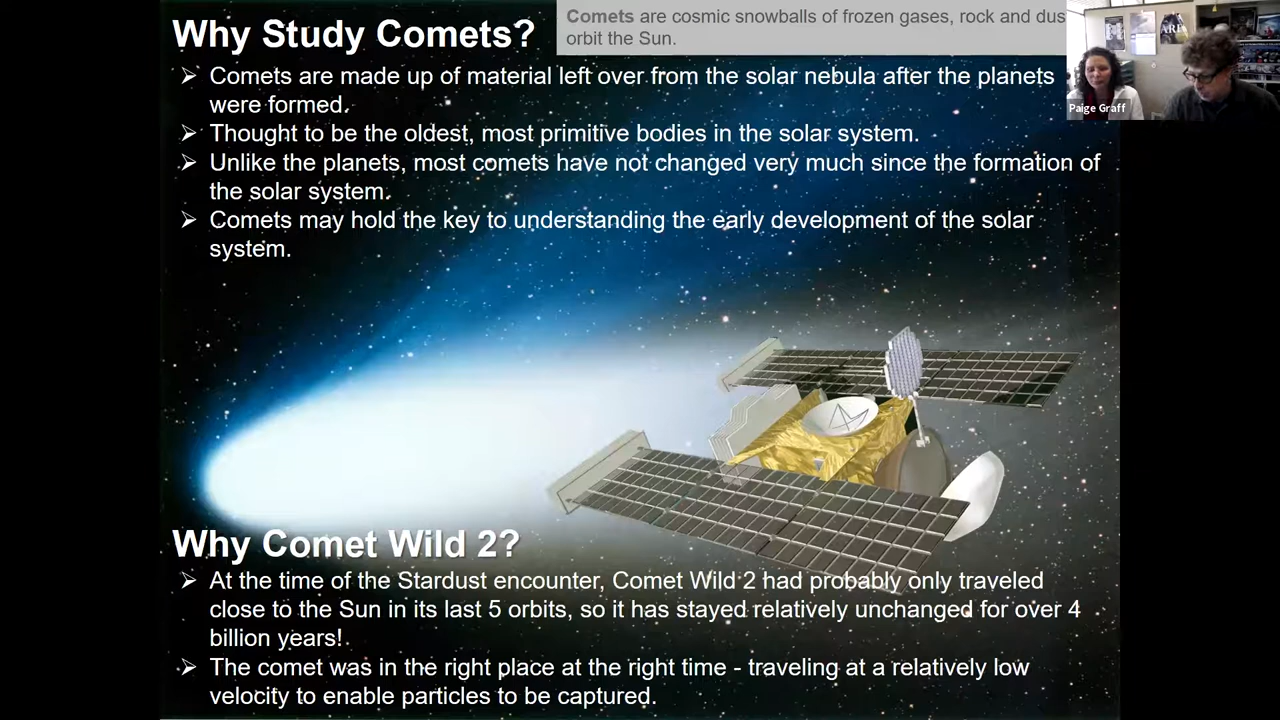 Why Study Comets?
Comets are cosmic snowballs of frozen gases, rock and dus
orbit the Sun.
➢ Comets are made up of material left over from the solar nebula after the planets
were formed.
➢ Thought to be the oldest, most primitive bodies in the solar system.
➢ Unlike the planets, most comets have not changed very much since the formation of
the solar system.
➢ Comets may hold the key to understanding the early development of the solar
system.
Paige Graff
Why Comet Wild 2?
➢ At the time of the Stardust encounter, Comet Wild 2 had probably only traveled
close to the Sun in its last 5 orbits, so it has stayed relatively unchanged for over 4
billion years!
➢ The comet was in the right place at the right time - traveling at a relatively low
velocity to enable particles to be captured.